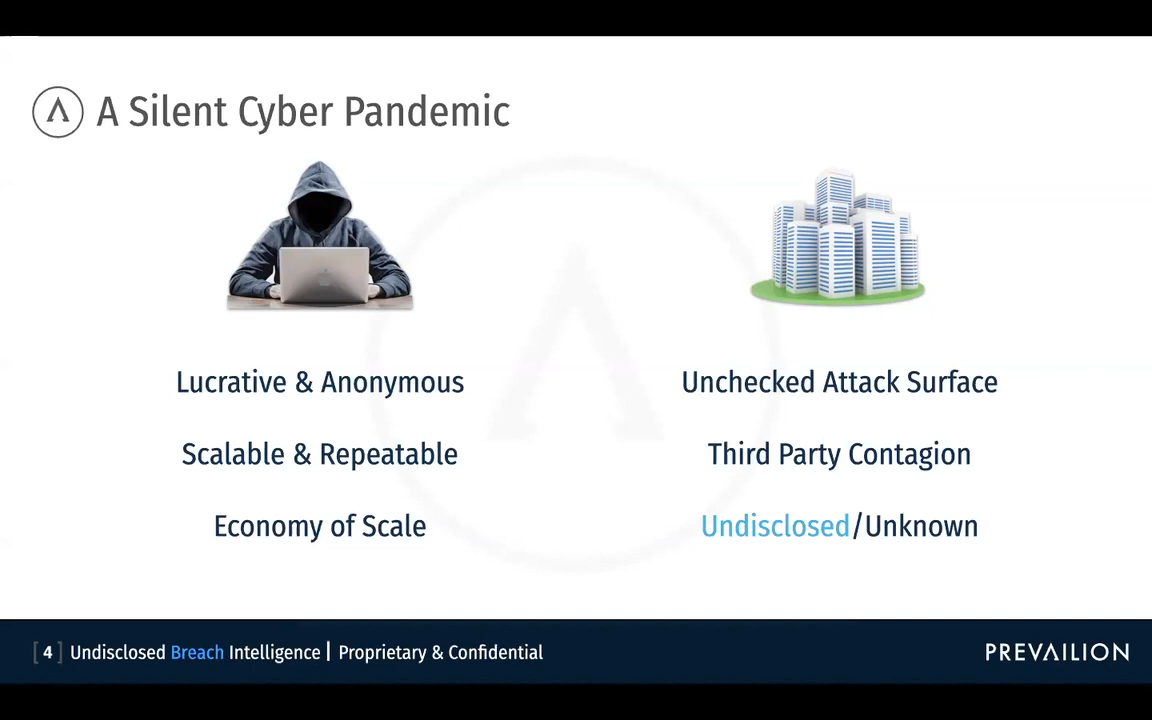 A Silent Cyber Pandemic
Lucrative & Anonymous
Scalable & Repeatable
Economy of Scale
Unchecked Attack Surface
Third Party Contagion
Undisclosed/Unknown
[ 4 ] Undisclosed Breach Intelligence | Proprietary & Confidential
PREVAILION